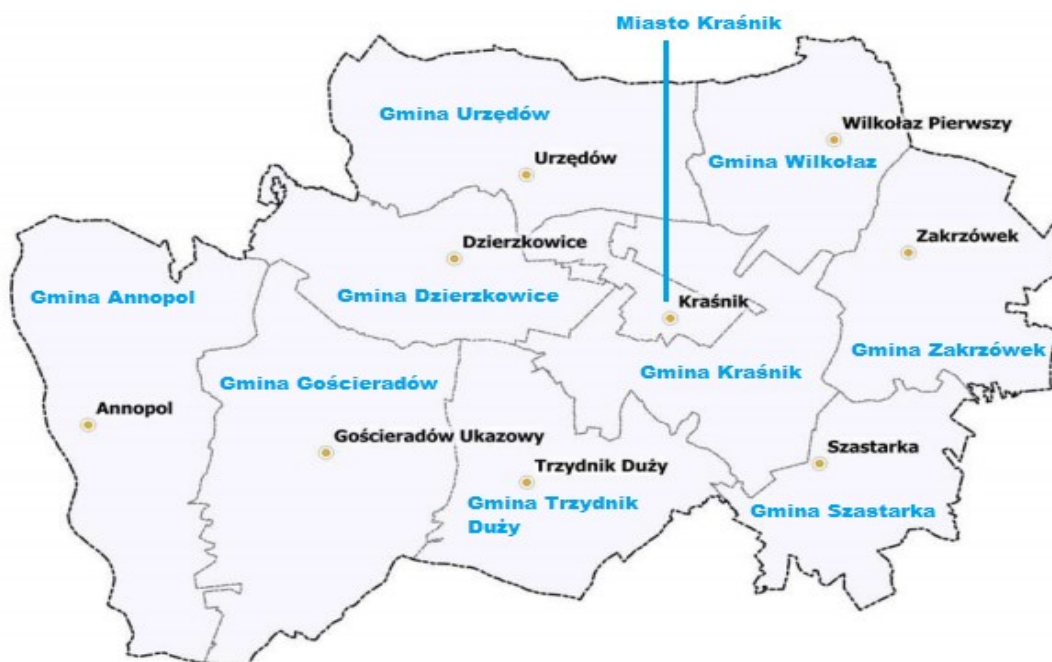 Miasto Kraśnik
Gmina Urzędów
Wilkołaz Pierwszy
Urzędów
Gmina Wilkołaz
Dzierzkowice
Zakrzówek
Gmina Annopol
Gmina Dzierzkowice
Kraśnik
Gmina Zakrzówek
Gmina Gościeradów
Gmina Kraśnik
Annopol
Gościeradów Ukazowy
Szastarka
Trzydnik Duży
Gmina Trzydnik
Duży
Gmina Szastarka